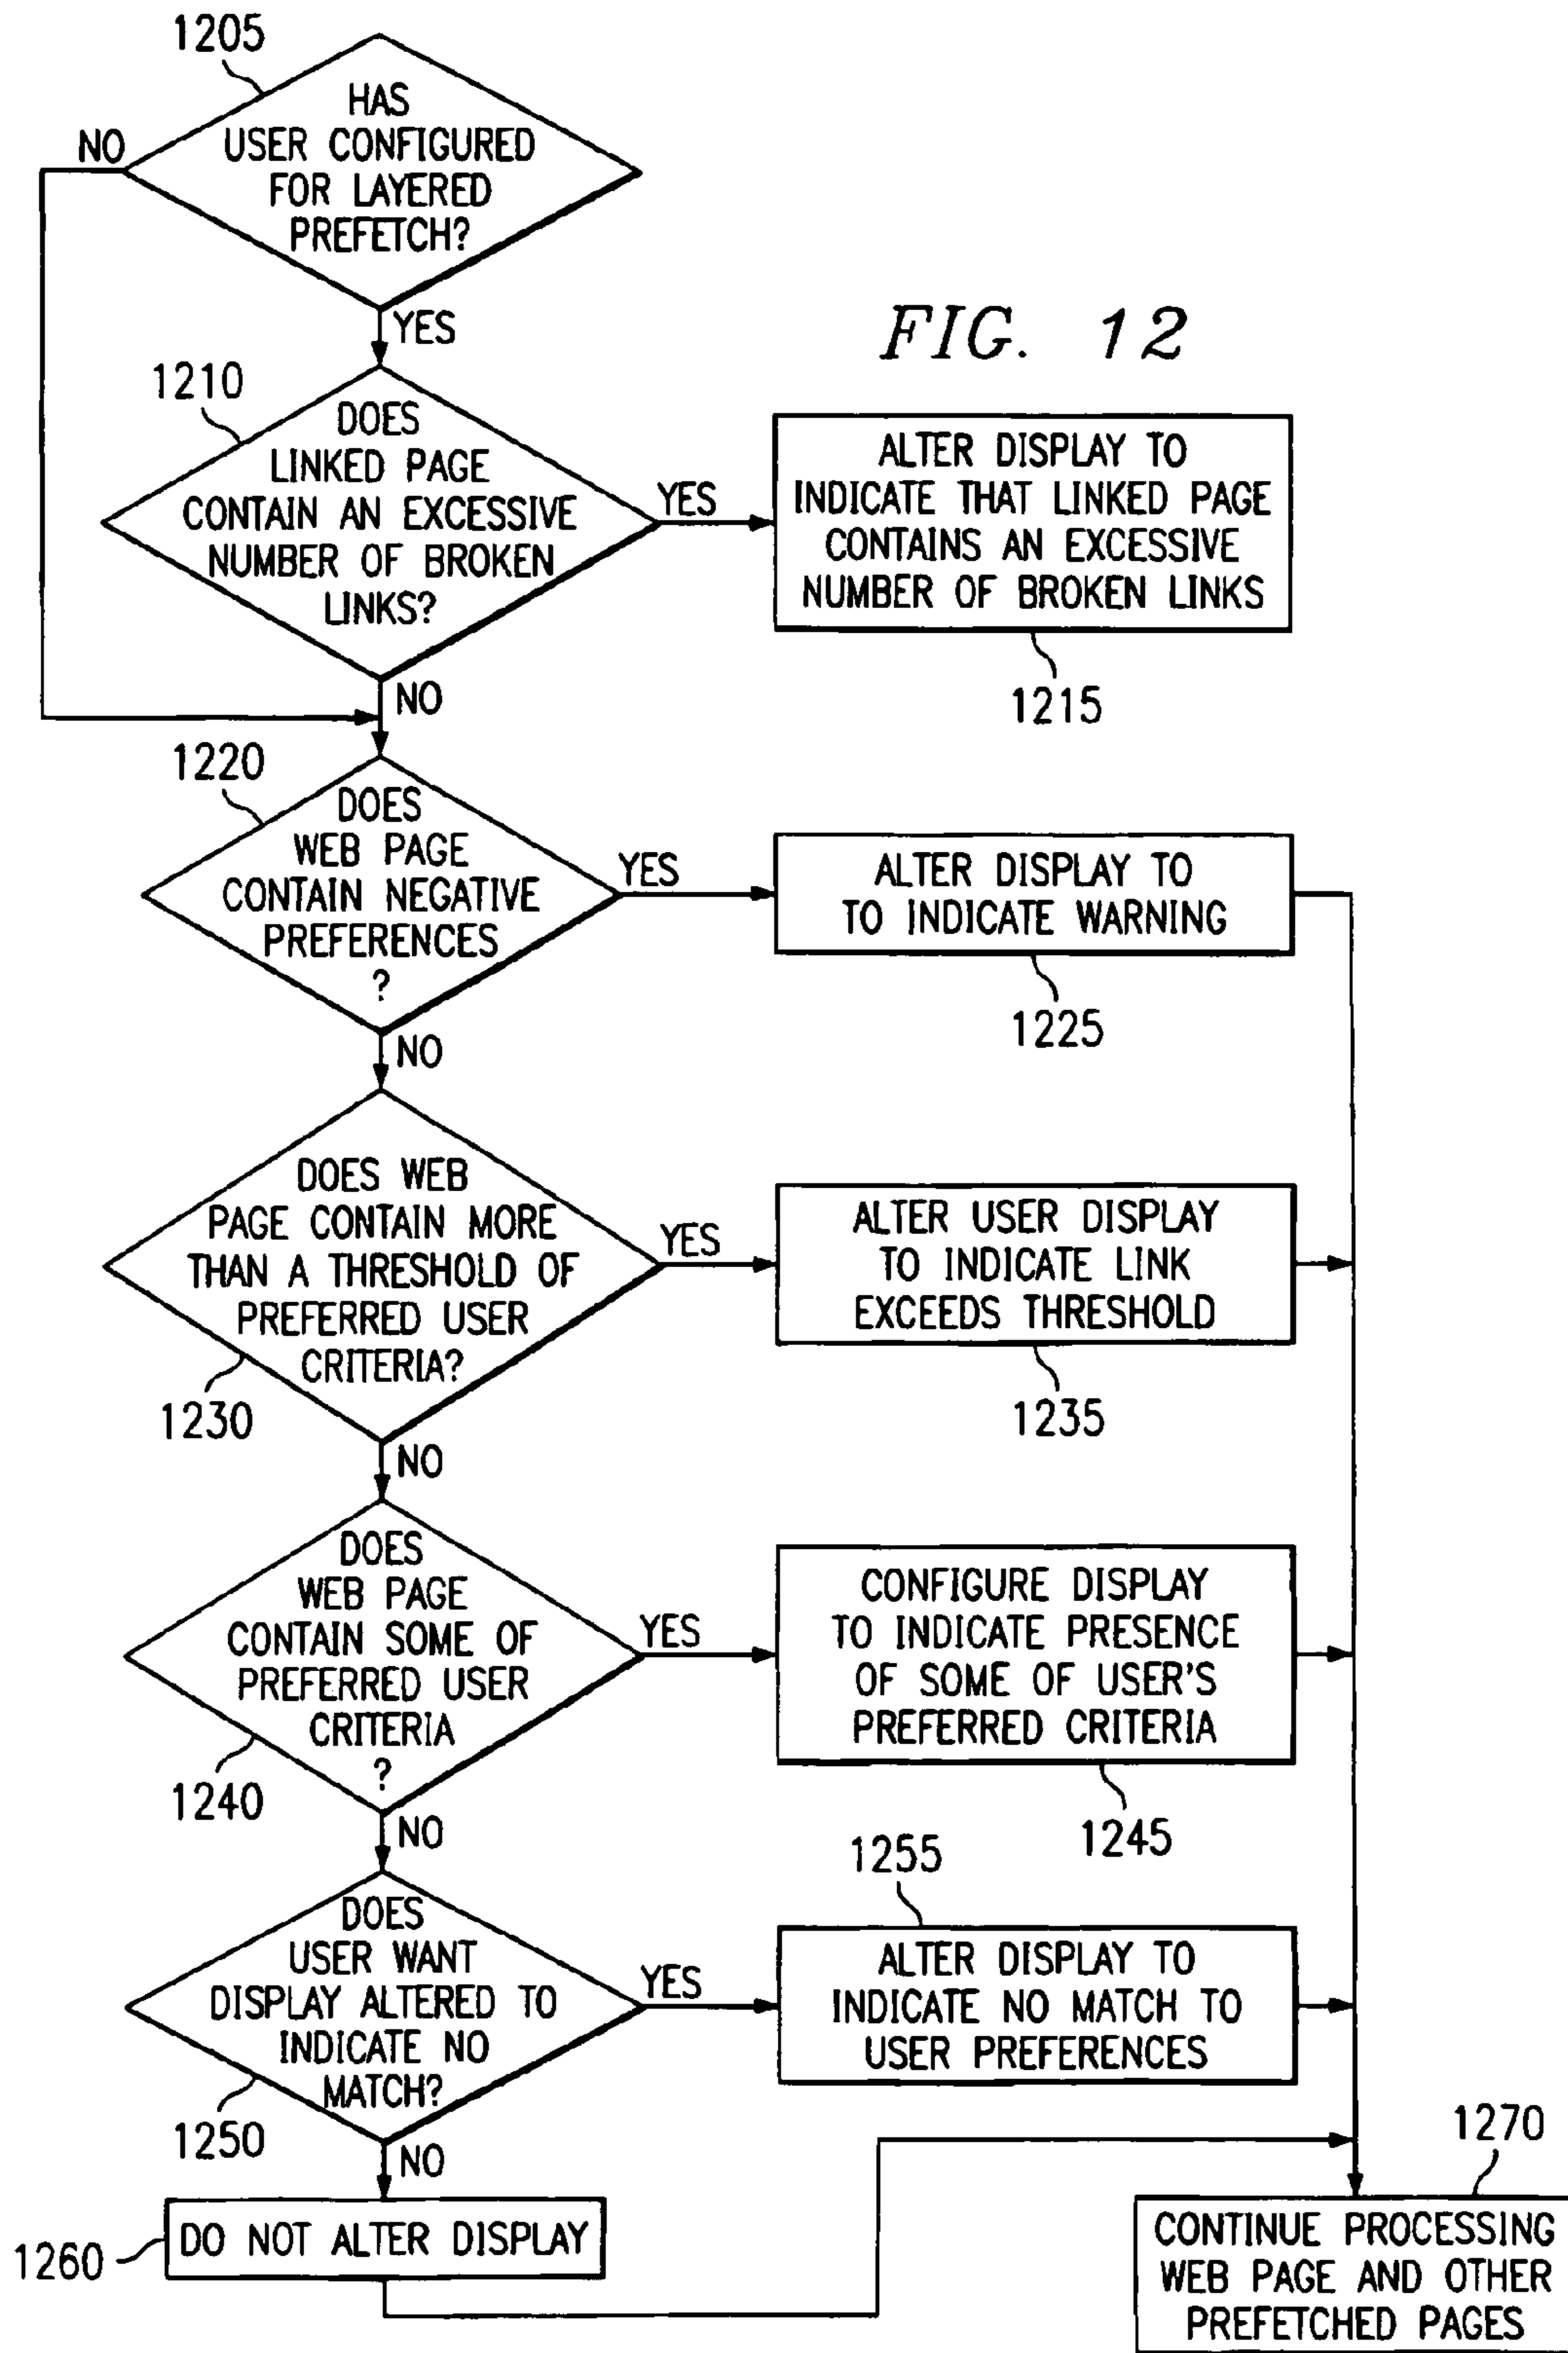 1205
HAS
USER CONFIGURED
FOR LAYERED
PREFETCH?
NO
YES
FIG. 12
1210
DOES
LINKED PAGE
CONTAIN AN EXCESSIVE
NUMBER OF BROKEN
LINKS?
YES
ALTER DISPLAY TO
INDICATE THAT LINKED PAGE
CONTAINS AN EXCESSIVE
NUMBER OF BROKEN LINKS
1215
NO
1220
DOES
WEB PAGE
CONTAIN NEGATIVE
PREFERENCES
?
YES
ALTER DISPLAY TO
TO INDICATE WARNING
1225
NO
DOES WEB
PAGE CONTAIN MORE
THAN A THRESHOLD OF
PREFERRED USER
CRITERIA?
1230
YES
ALTER USER DISPLAY
TO INDICATE LINK
EXCEEDS THRESHOLD
1235
NO
DOES
WEB PAGE
CONTAIN SOME OF
PREFERRED USER
CRITERIA
?
1240
YES
CONFIGURE DISPLAY
TO INDICATE PRESENCE
OF SOME OF USER'S
PREFERRED CRITERIA
1245
NO
DOES
USER WANT
DISPLAY ALTERED TO
INDICATE NO
MATCH?
1250
YES
1255
ALTER DISPLAY TO
INDICATE NO MATCH TO
USER PREFERENCES
NO
1260
DO NOT ALTER DISPLAY
1270
CONTINUE PROCESSING
WEB PAGE AND OTHER
PREFETCHED PAGES